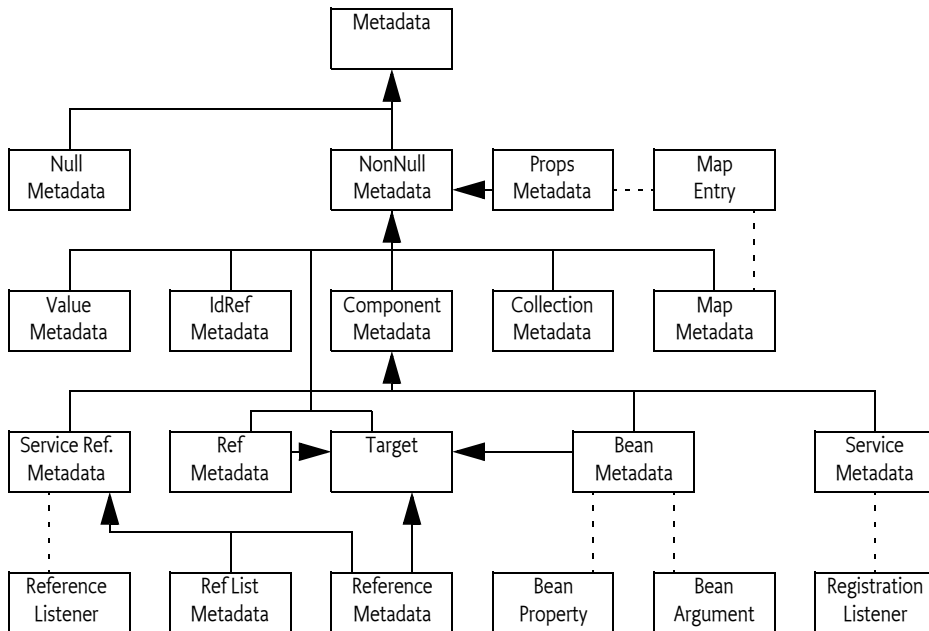 Metadata
Null
Metadata
NonNull
Metadata
Props
Metadata
Map
Entry
Value
Metadata
IdRef
Metadata
Component
Metadata
Collection
Metadata
Map
Metadata
Service Ref.
Metadata
Ref
Metadata
Target
Bean
Metadata
Service
Metadata
Reference
Listener
Ref List
Metadata
Reference
Metadata
Bean
Property
Bean
Argument
Registration
Listener